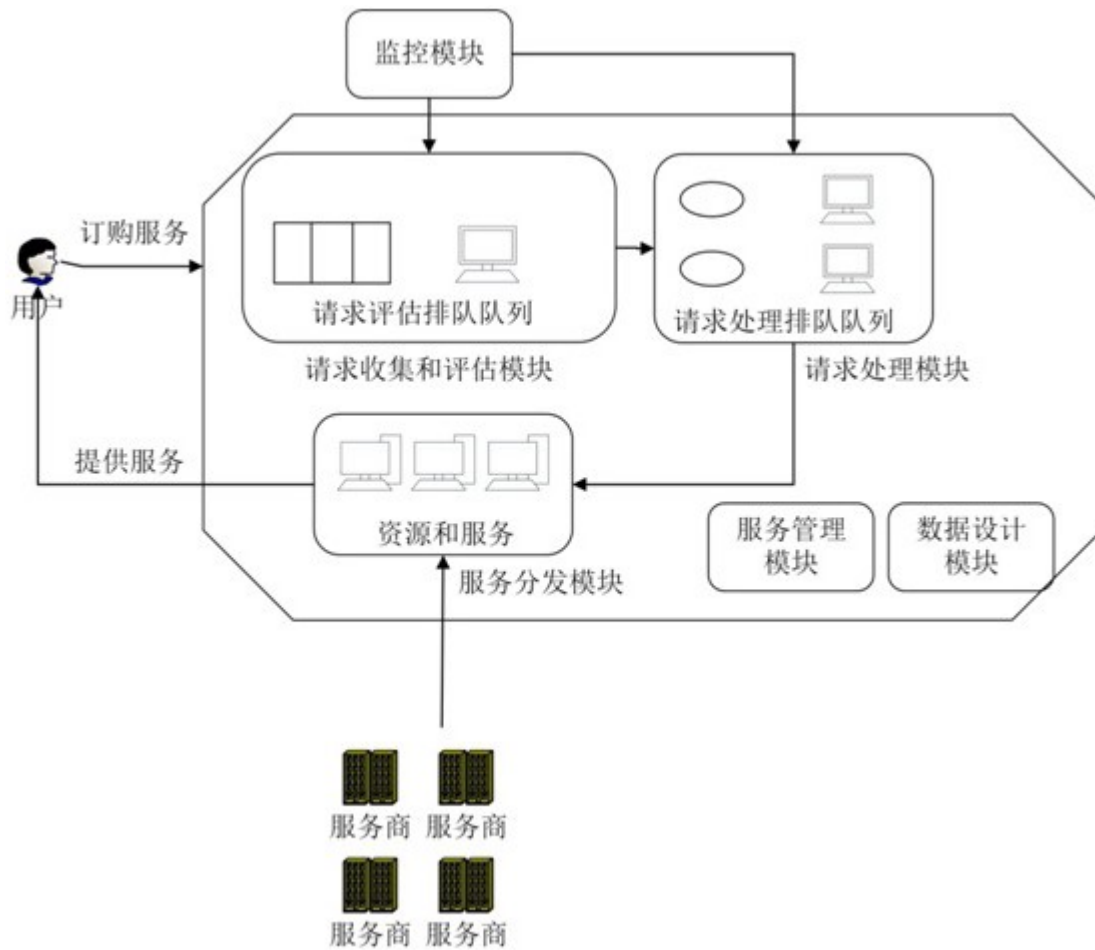 监控模块
订购服务
用户
请求评估排队队列
请求处理排队队列
请求收集和评估模块
请求处理模块
提供服务
资源和服务
服务管理
模块
数据设计
模块
服务分发模块
服务商
服务商
服务商
服务商